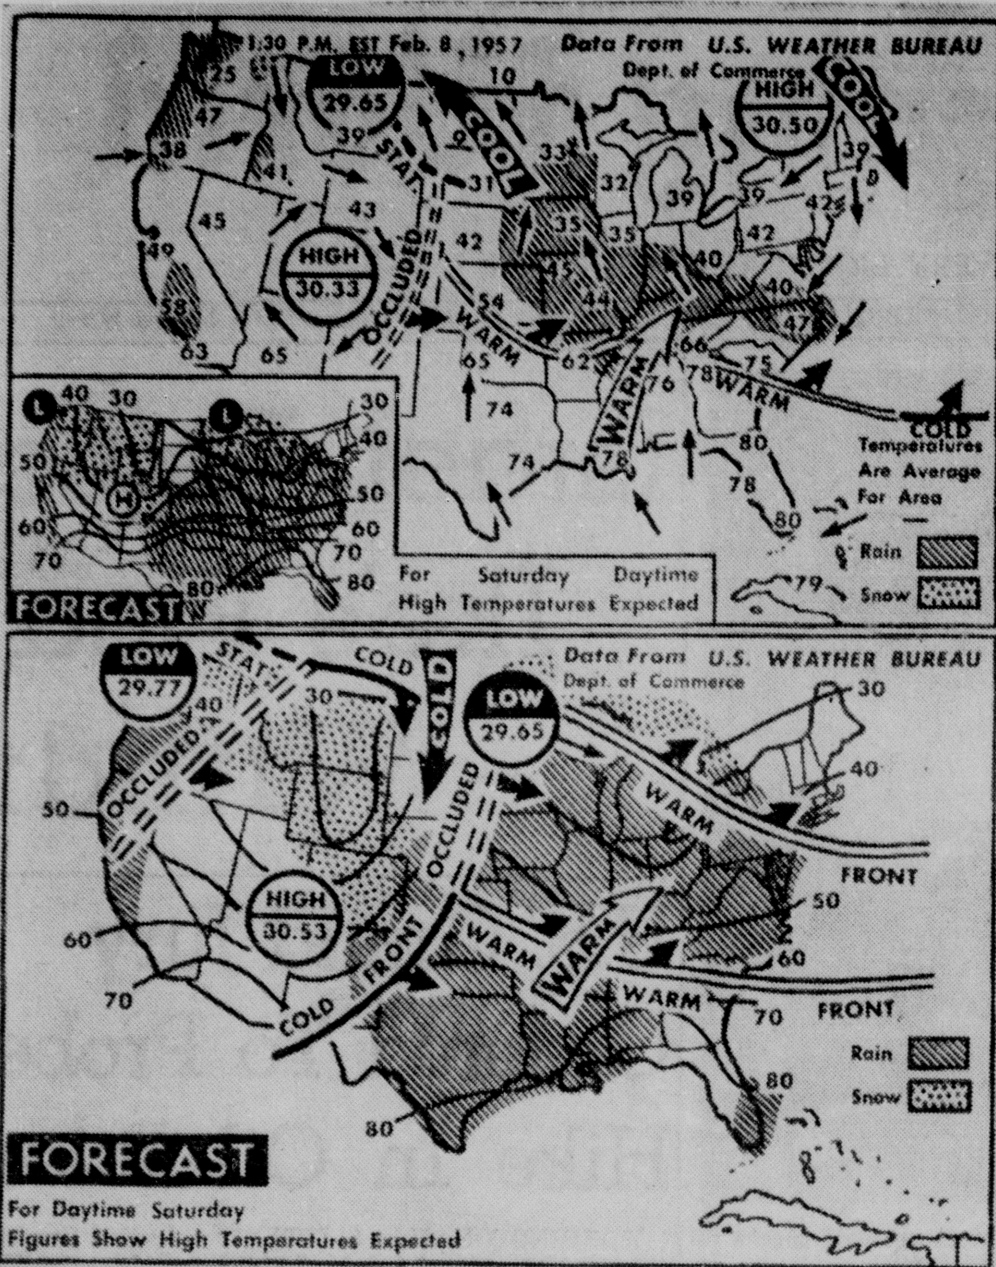 1:30 P.M. EST Feb. 8, 1957 Data From U.S. WEATHER BUREAU
Dept. of Commerce
LOW
29.65
COOL
HIGH
30.50
COOL
10
25
47
38
39
STAT.
9
33
31
32
39
39
39
42
41
45
43
42
35
35
42
40
49
HIGH
30.33
OCCLUDED
45
44
40
47
58
54
WARM
63
65
65
62
66
75
78
WARM
76
WARM
74
74
78
80
78
80
79
COLD
Temperatures
Are Average
For Area
Rain
Snow
L
40
30
L
30
40
50
H
50
60
60
70
70
80
80
FORECAST
For Saturday Daytime
High Temperatures Expected
LOW
29.77
STAT.
COLD
COLD
LOW
29.65
Data From U.S. WEATHER BUREAU
Dept. of Commerce
40
30
30
OCCLUDED
50
40
OCCLUDED
WARM
FRONT
HIGH
30.53
50
60
60
WARM
WARM
70
COLD FRONT
WARM
70
FRONT
80
80
Rain
Snow
FORECAST
For Daytime Saturday
Figures Show High Temperatures Expected